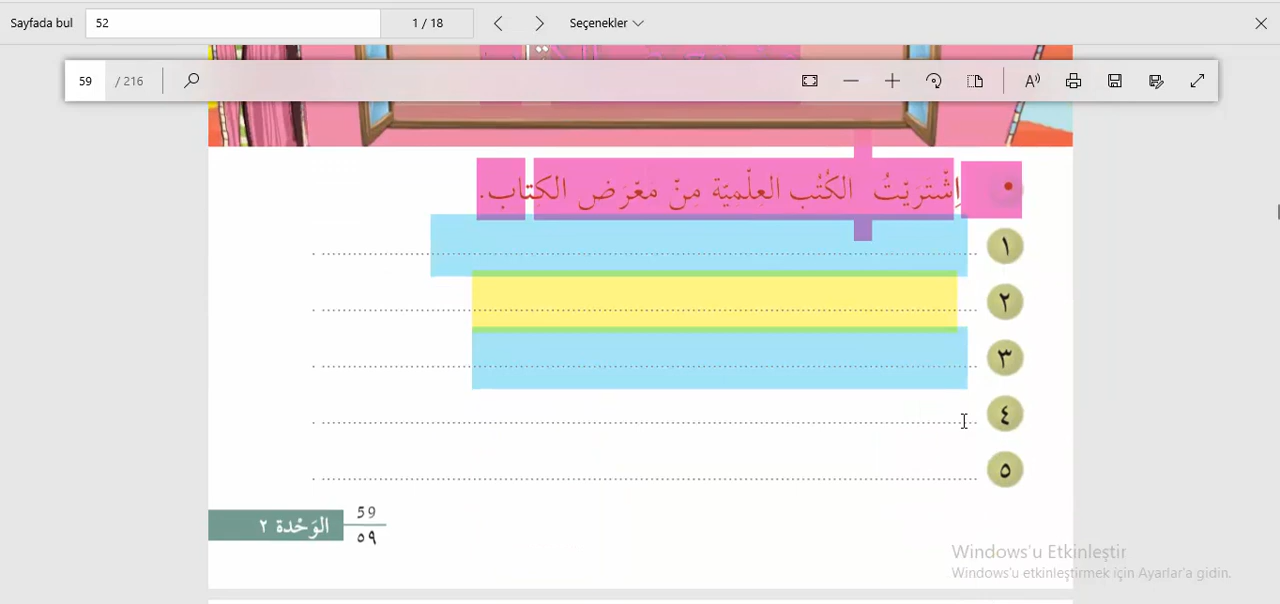 Sayfada bul 52 1 / 18 Seçenekler
59 / 216
• اِشْتَرَيْتُ الكُتُب العِلْمِيّة مِنْ مَعْرَض الكِتاب.
١
٢
٣
٤
٥
59
٥٩
الوَحْدة ٢
Windows'u Etkinleştir
Windows'u etkinleştirmek için Ayarlar'a gidin.